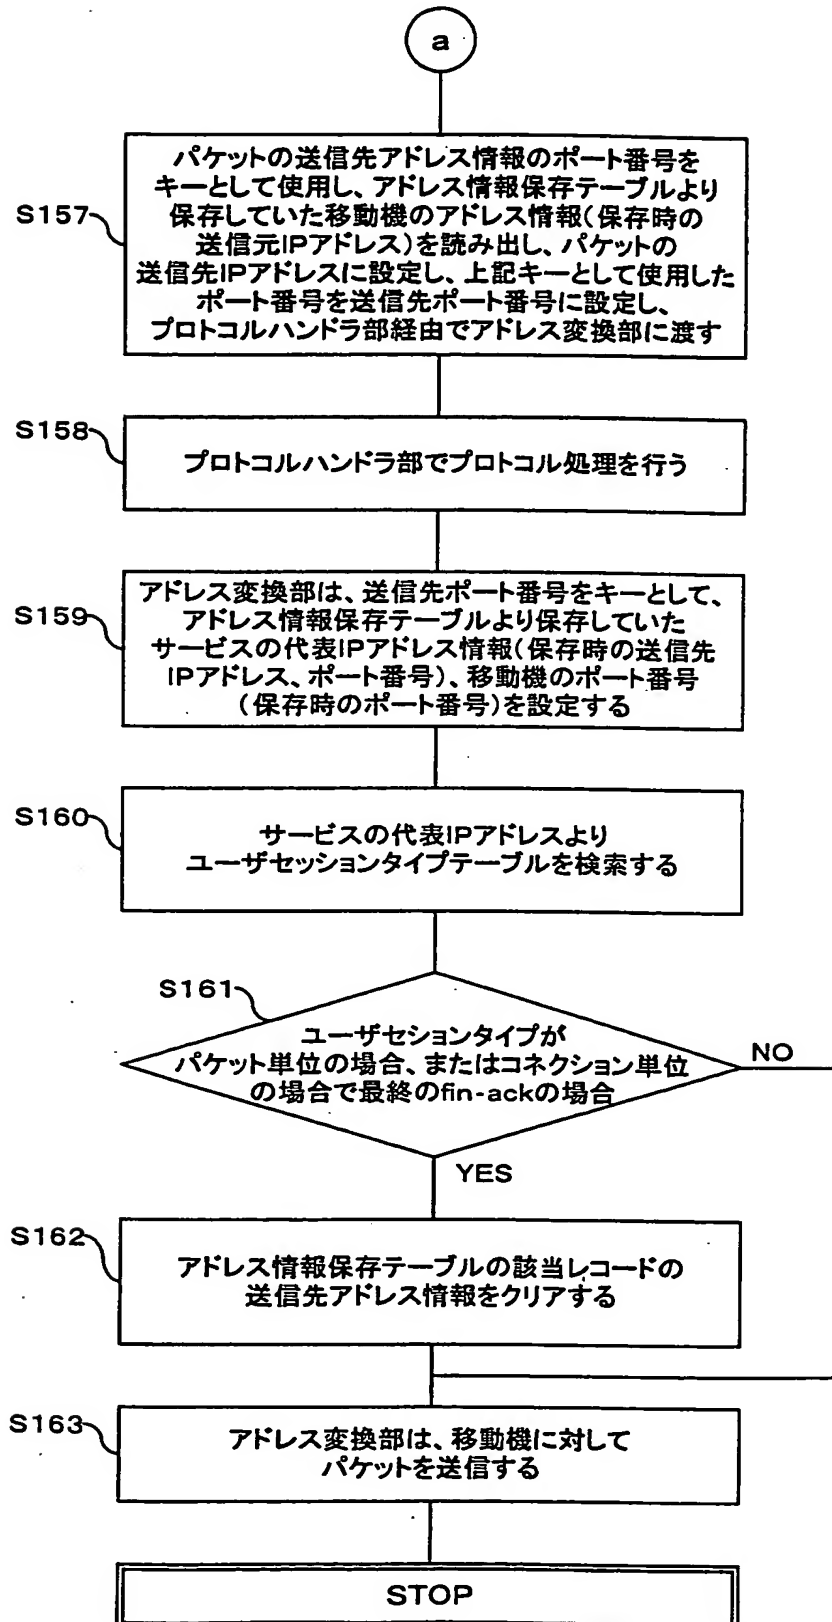 a
S157
パケットの送信先アドレス情報のポート番号を
キーとして使用し、アドレス情報保存テーブルより
保存していた移動機のアドレス情報(保存時の
送信元IPアドレス)を読み出し、パケットの
送信先IPアドレスに設定し、上記キーとして使用した
ポート番号を送信先ポート番号に設定し、
プロトコルハンドラ部経由でアドレス変換部に渡す
S158
プロトコルハンドラ部でプロトコル処理を行う
S159
アドレス変換部は、送信先ポート番号をキーとして、
アドレス情報保存テーブルより保存していた
サービスの代表IPアドレス情報(保存時の送信先
IPアドレス、ポート番号)、移動機のポート番号
(保存時のポート番号)を設定する
S160
サービスの代表IPアドレスより
ユーザセッションタイプテーブルを検索する
S161
ユーザセションタイプが
パケット単位の場合、またはコネクション単位
の場合で最終のfin-ackの場合
NO
YES
S162
アドレス情報保存テーブルの該当レコードの
送信先アドレス情報をクリアする
S163
アドレス変換部は、移動機に対して
パケットを送信する
STOP